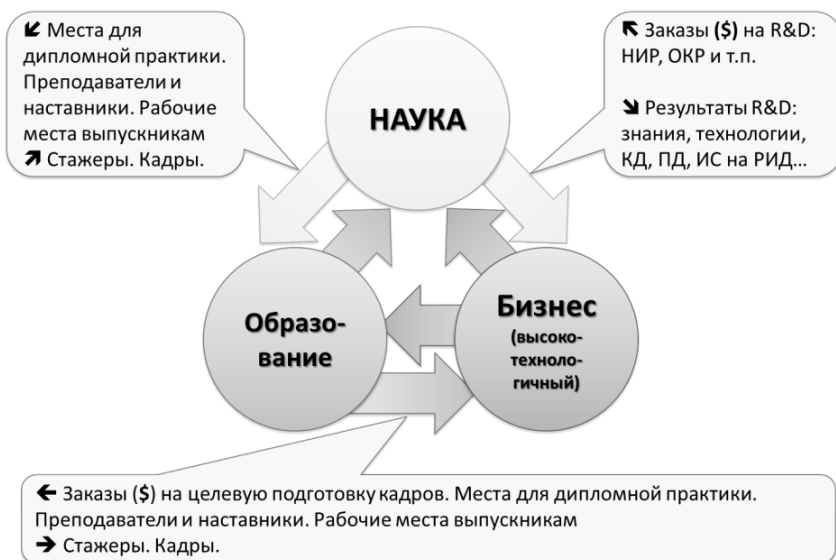 ↙ Места для
дипломной практики.
Преподаватели и
наставники. Рабочие
места выпускникам
↗ Стажеры. Кадры.
НАУКА
↖ Заказы ($) на R&D:
НИР, ОКР и т.п.
↘ Результаты R&D:
знания, технологии,
КД, ПД, ИС на РИД...
Образо-
вание
Бизнес
(высоко-
техноло-
гичный)
← Заказы ($) на целевую подготовку кадров. Места для дипломной практики.
Преподаватели и наставники. Рабочие места выпускникам
→ Стажеры. Кадры.